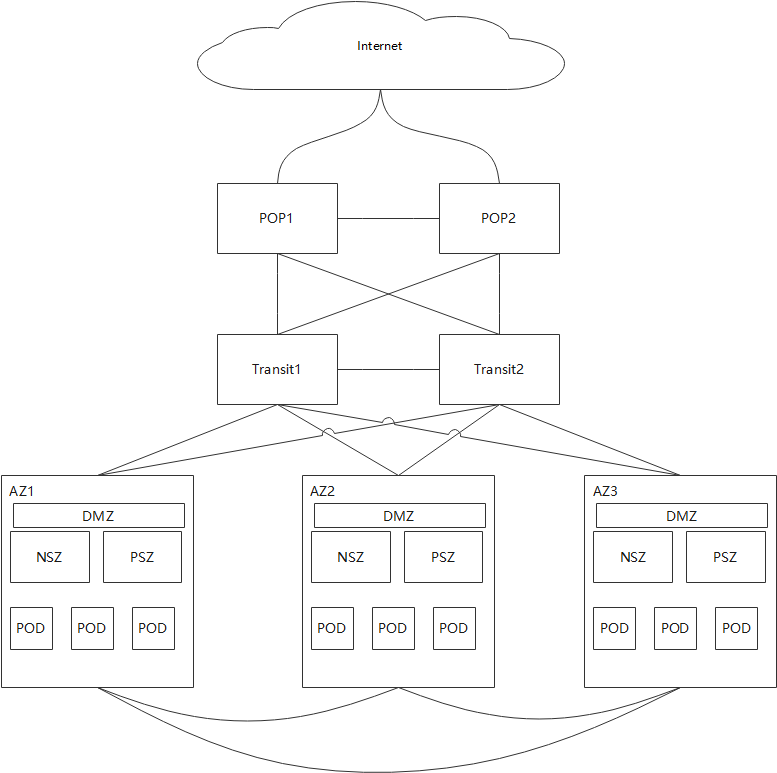 Internet
POP1
POP2
Transit1
Transit2
AZ1
DMZ
NSZ
PSZ
POD
POD
POD
AZ2
DMZ
NSZ
PSZ
POD
POD
POD
AZ3
DMZ
NSZ
PSZ
POD
POD
POD